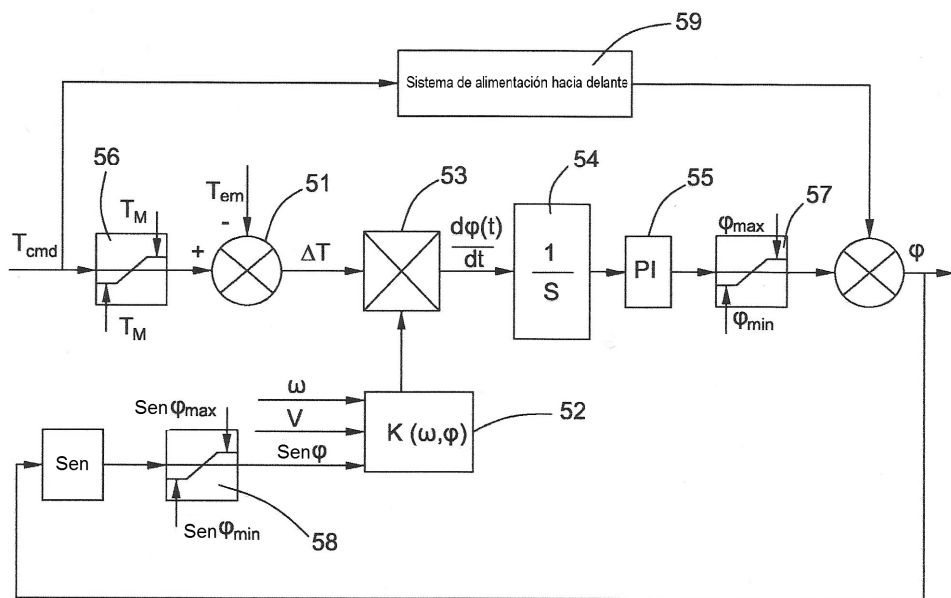 59
Sistema de alimentación hacia delante
56
T_M
T_cmd
T_M
+
-
T_em
51
ΔT
53
dφ(t)
dt
54
1
S
55
PI
φmax
57
φmin
φ
ω
V
Senφ
K (ω,φ)
52
Sen
Senφmax
Senφmin
58